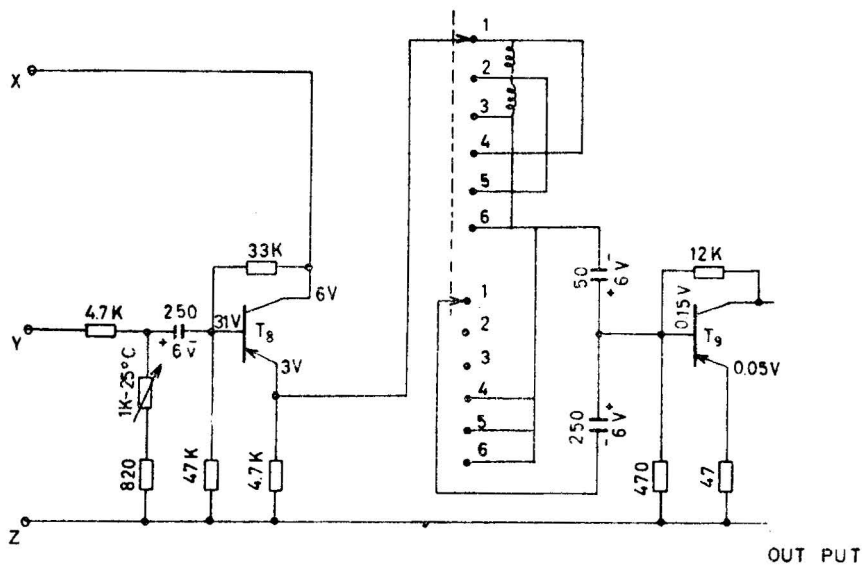 1
X
2
3
4
5
33K
6
12K
6V
50
6V
-
+
1
0.15V
4.7K
250
31V
T8
2
T9
Y
+
6V
-
3V
3
0.05V
1K-25°C
4
250
6V
+
-
5
820
47K
4.7K
6
470
47
Z
OUT PUT